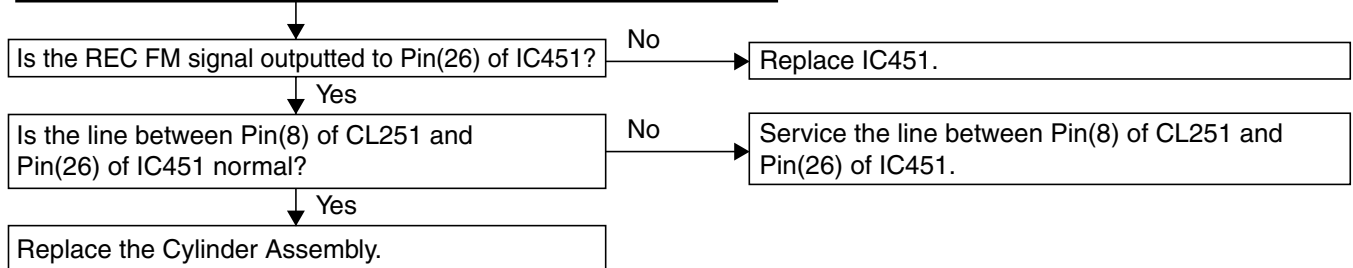 Is the REC FM signal outputted to Pin(26) of IC451?
No
Replace IC451.
Yes
Is the line between Pin(8) of CL251 and
Pin(26) of IC451 normal?
No
Service the line between Pin(8) of CL251 and
Pin(26) of IC451.
Yes
Replace the Cylinder Assembly.